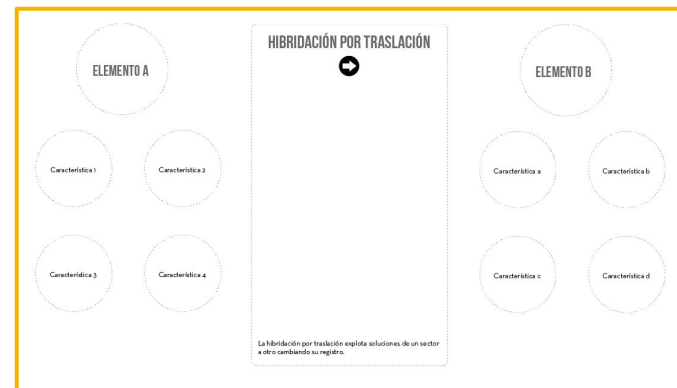 HIBRIDACIÓN POR TRASLACIÓN
ELEMENTO A
ELEMENTO B
Característica 1
Característica 2
Característica a
Característica b
Característica 3
Característica 4
Característica c
Característica d
La hibridación por traslación explota soluciones de un sector
a otro cambiando su registro.